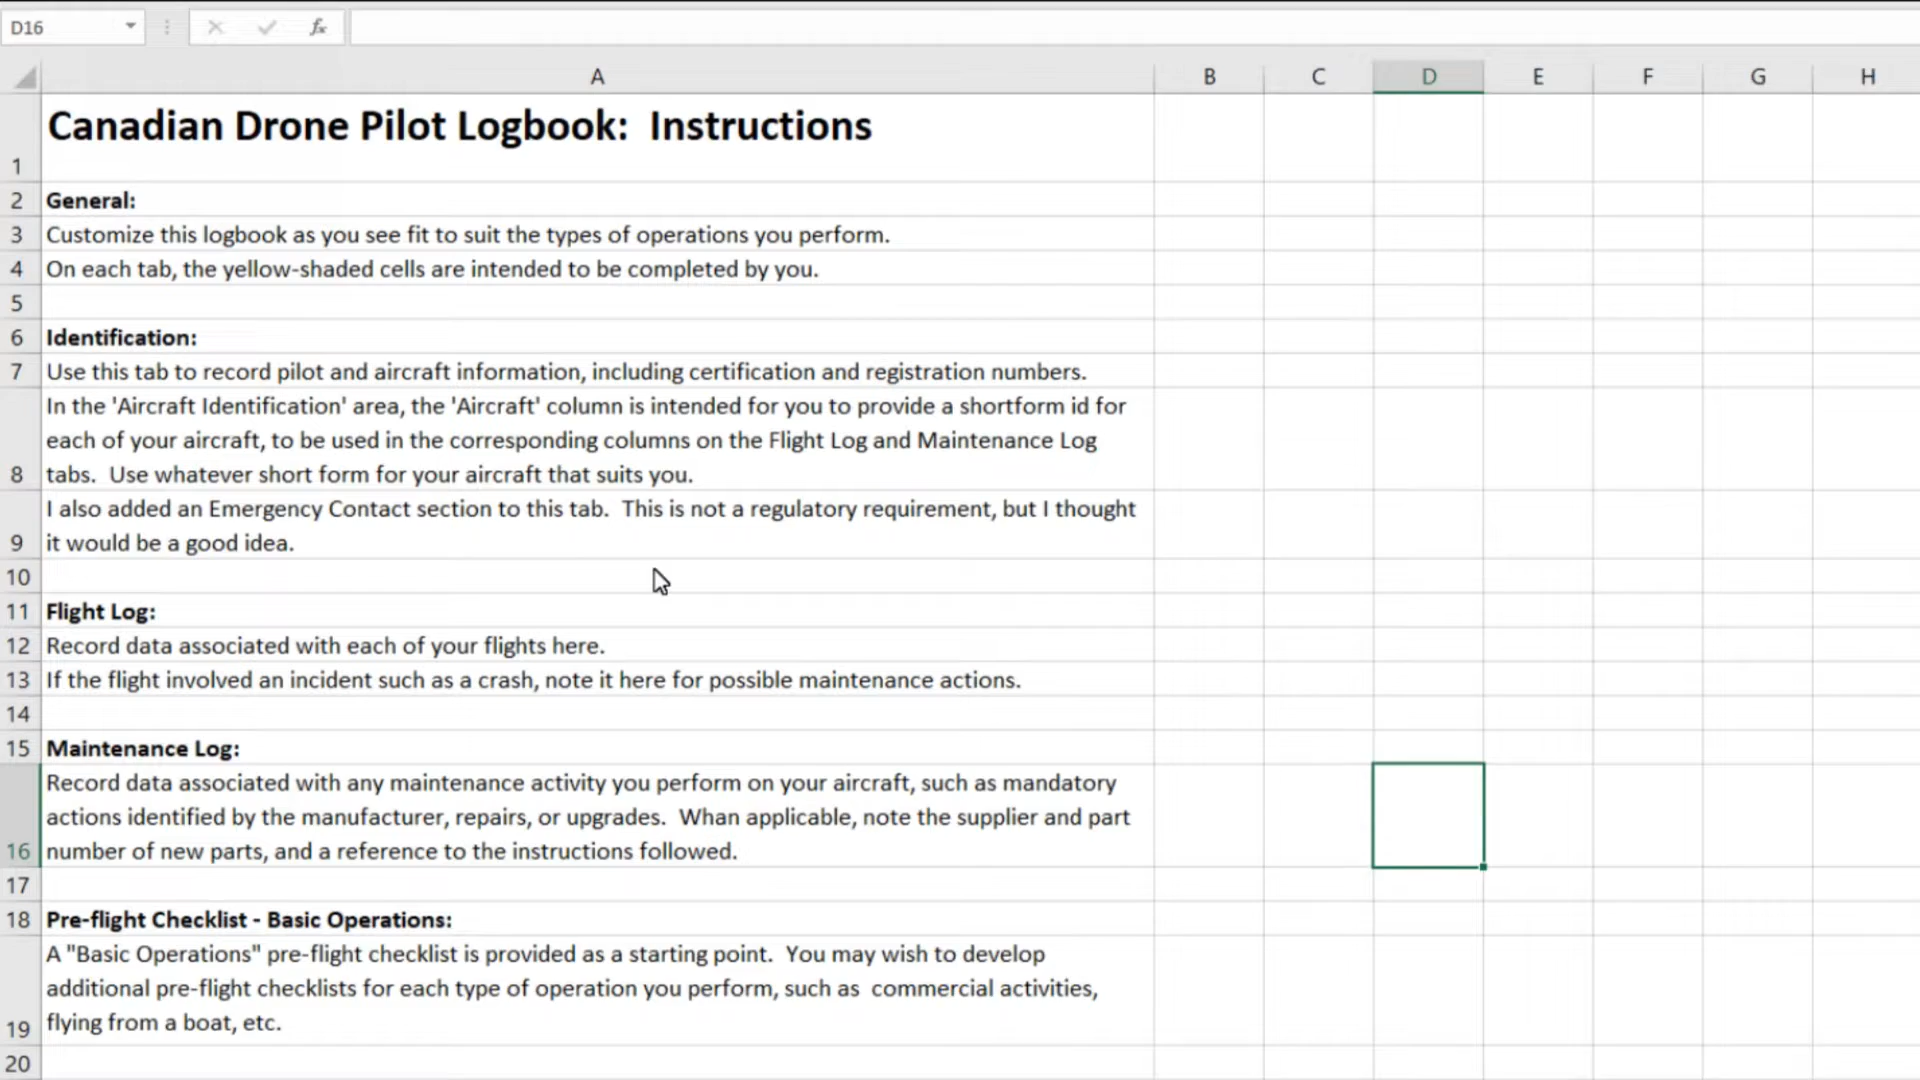 D16
fx
A B C D E F G H
1 Canadian Drone Pilot Logbook:  Instructions
2 General:
3 Customize this logbook as you see fit to suit the types of operations you perform.
4 On each tab, the yellow-shaded cells are intended to be completed by you.
5
6 Identification:
7 Use this tab to record pilot and aircraft information, including certification and registration numbers.
In the 'Aircraft Identification' area, the 'Aircraft' column is intended for you to provide a shortform id for
each of your aircraft, to be used in the corresponding columns on the Flight Log and Maintenance Log
8 tabs.  Use whatever short form for your aircraft that suits you.
I also added an Emergency Contact section to this tab.  This is not a regulatory requirement, but I thought
9 it would be a good idea.
10
11 Flight Log:
12 Record data associated with each of your flights here.
13 If the flight involved an incident such as a crash, note it here for possible maintenance actions.
14
15 Maintenance Log:
Record data associated with any maintenance activity you perform on your aircraft, such as mandatory
actions identified by the manufacturer, repairs, or upgrades.  Whan applicable, note the supplier and part
16 number of new parts, and a reference to the instructions followed.
17
18 Pre-flight Checklist - Basic Operations:
A "Basic Operations" pre-flight checklist is provided as a starting point.  You may wish to develop
additional pre-flight checklists for each type of operation you perform, such as  commercial activities,
19 flying from a boat, etc.
20